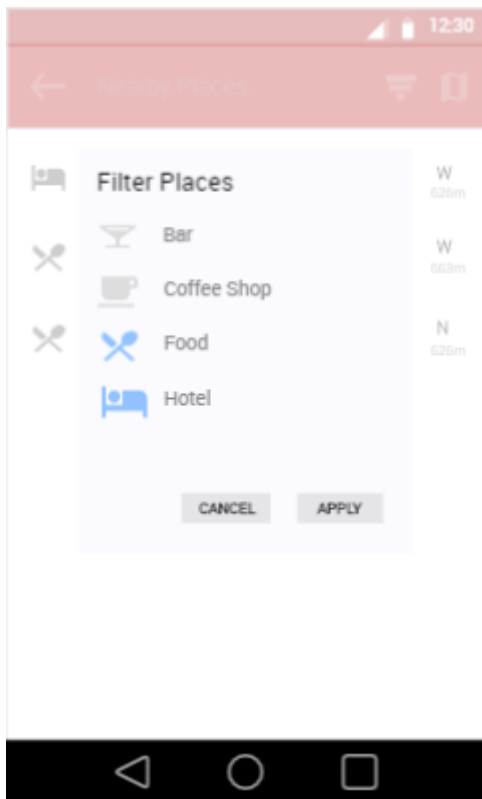 12:30
Nearby Places
Filter Places
Bar
Coffee Shop
Food
Hotel
CANCEL
APPLY
W
626m
W
663m
N
626m